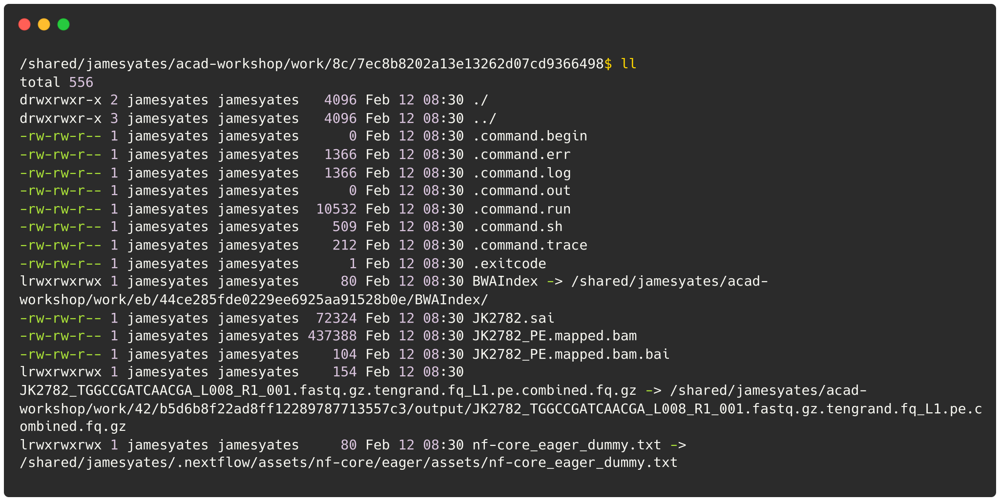 /shared/jamesyates/acad-workshop/work/8c/7ec8b8202a13e13262d07cd9366498$ ll
total 556
drwxrwxr-x 2 jamesyates jamesyates   4096 Feb 12 08:30 ./
drwxrwxr-x 3 jamesyates jamesyates   4096 Feb 12 08:30 ../
-rw-rw-r-- 1 jamesyates jamesyates      0 Feb 12 08:30 .command.begin
-rw-rw-r-- 1 jamesyates jamesyates   1366 Feb 12 08:30 .command.err
-rw-rw-r-- 1 jamesyates jamesyates   1366 Feb 12 08:30 .command.log
-rw-rw-r-- 1 jamesyates jamesyates      0 Feb 12 08:30 .command.out
-rw-rw-r-- 1 jamesyates jamesyates  10532 Feb 12 08:30 .command.run
-rw-rw-r-- 1 jamesyates jamesyates    509 Feb 12 08:30 .command.sh
-rw-rw-r-- 1 jamesyates jamesyates    212 Feb 12 08:30 .command.trace
-rw-rw-r-- 1 jamesyates jamesyates      1 Feb 12 08:30 .exitcode
lrwxrwxrwx 1 jamesyates jamesyates     80 Feb 12 08:30 BWAIndex -> /shared/jamesyates/acad-
workshop/work/eb/44ce285fde0229ee6925aa91528b0e/BWAIndex/
-rw-rw-r-- 1 jamesyates jamesyates  72324 Feb 12 08:30 JK2782.sai
-rw-rw-r-- 1 jamesyates jamesyates 437388 Feb 12 08:30 JK2782_PE.mapped.bam
-rw-rw-r-- 1 jamesyates jamesyates    104 Feb 12 08:30 JK2782_PE.mapped.bam.bai
lrwxrwxrwx 1 jamesyates jamesyates    154 Feb 12 08:30
JK2782_TGGCCGATCAACGA_L008_R1_001.fastq.gz.tengrand.fq_L1.pe.combined.fq.gz -> /shared/jamesyates/acad-
workshop/work/42/b5d6b8f22ad8ff12289787713557c3/output/JK2782_TGGCCGATCAACGA_L008_R1_001.fastq.gz.tengrand.fq_L1.pe.c
ombined.fq.gz
lrwxrwxrwx 1 jamesyates jamesyates     80 Feb 12 08:30 nf-core_eager_dummy.txt ->
/shared/jamesyates/.nextflow/assets/nf-core/eager/assets/nf-core_eager_dummy.txt